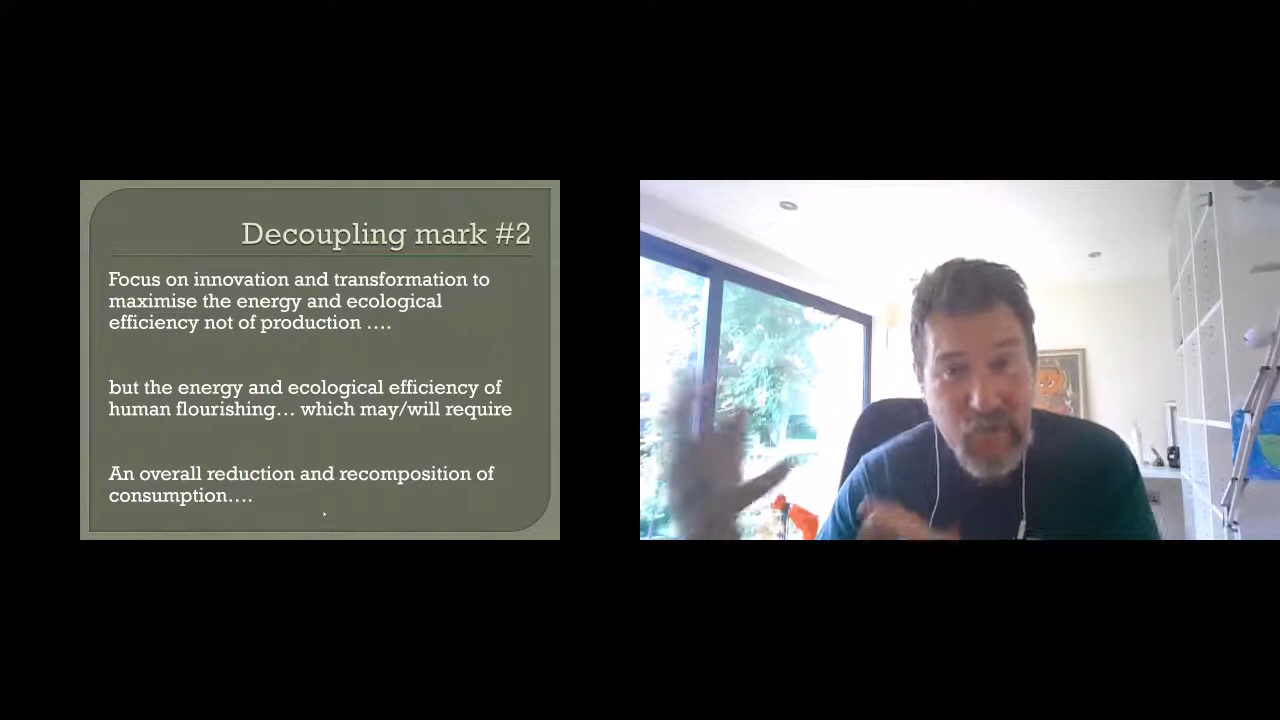 Decoupling mark #2
Focus on innovation and transformation to
maximise the energy and ecological
efficiency not of production ….
but the energy and ecological efficiency of
human flourishing… which may/will require
An overall reduction and recomposition of
consumption….